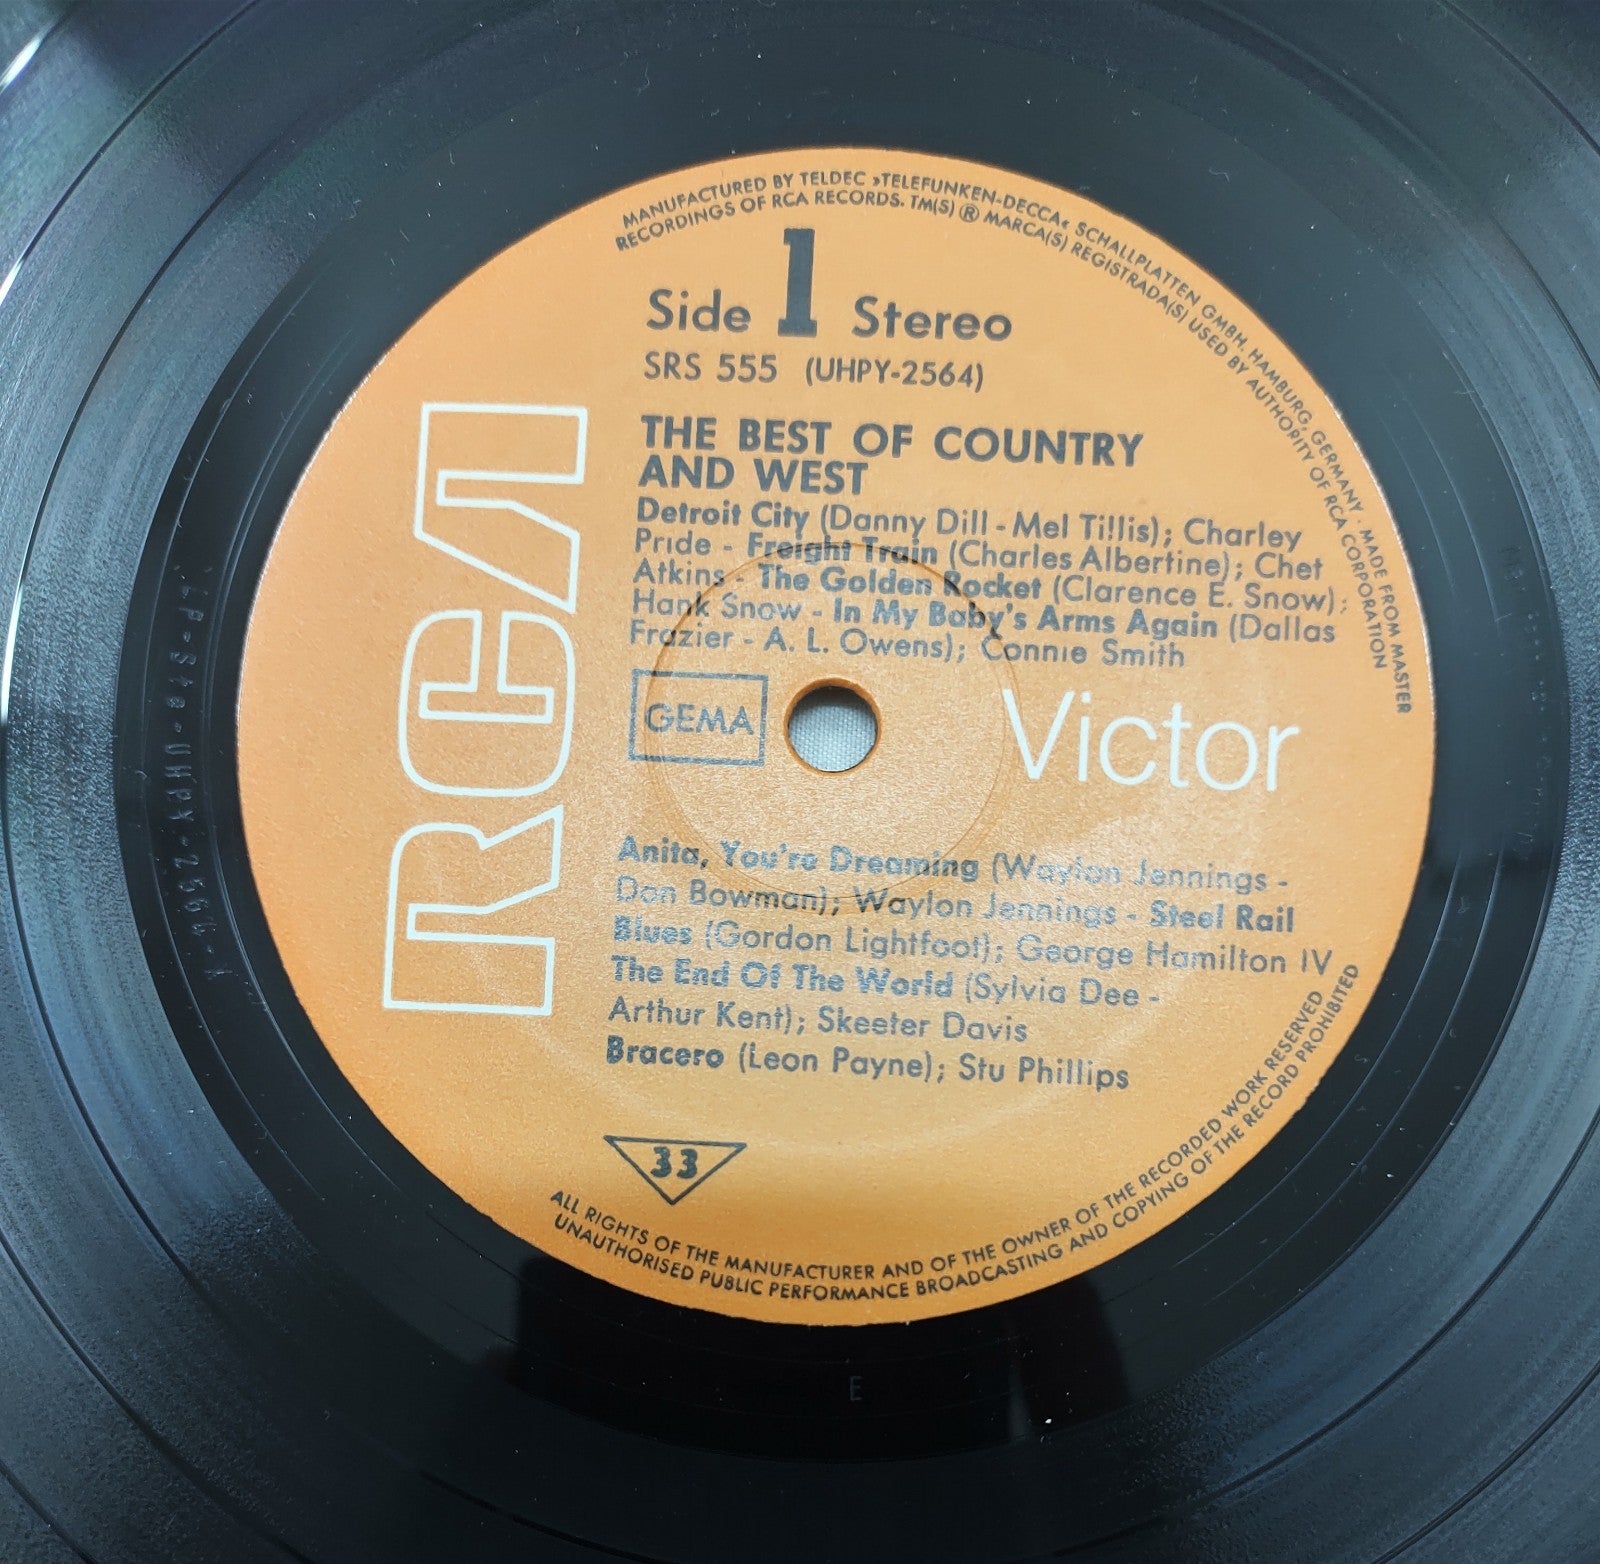 MANUFACTURED BY TELDEC »TELEFUNKEN-DECCA« SCHALLPLATTEN GMBH. HAMBURG; GERMANY · MADE FROM MASTER
RECORDINGS OF RCA RECORDS. TM(S) ® MARCA(S) REGISTRADA(S) USED BY AUTHORITY OF RCA CORPORATION
Side 1 Stereo
SRS 555 (UHPY-2564)
THE BEST OF COUNTRY
AND WEST
Detroit City (Danny Dill - Mel Tillis); Charley
Pride - Freight Train (Charles Albertine); Chet
Atkins - The Golden Rocket (Clarence E. Snow);
Hank Snow - In My Baby's Arms Again (Dallas
Frazier - A. L. Owens); Connie Smith
GEMA
RCA
Victor
Anita, You're Dreaming (Waylon Jennings -
Don Bowman); Waylon Jennings - Steel Rail
Blues (Gordon Lightfoot); George Hamilton IV
The End Of The World (Sylvia Dee -
Arthur Kent); Skeeter Davis
Bracero (Leon Payne); Stu Phillips
33
ALL RIGHTS OF THE MANUFACTURER AND OF THE OWNER OF THE RECORDED WORK RESERVED
UNAUTHORISED PUBLIC PERFORMANCE BROADCASTING AND COPYING OF THE RECORD PROHIBITED
E